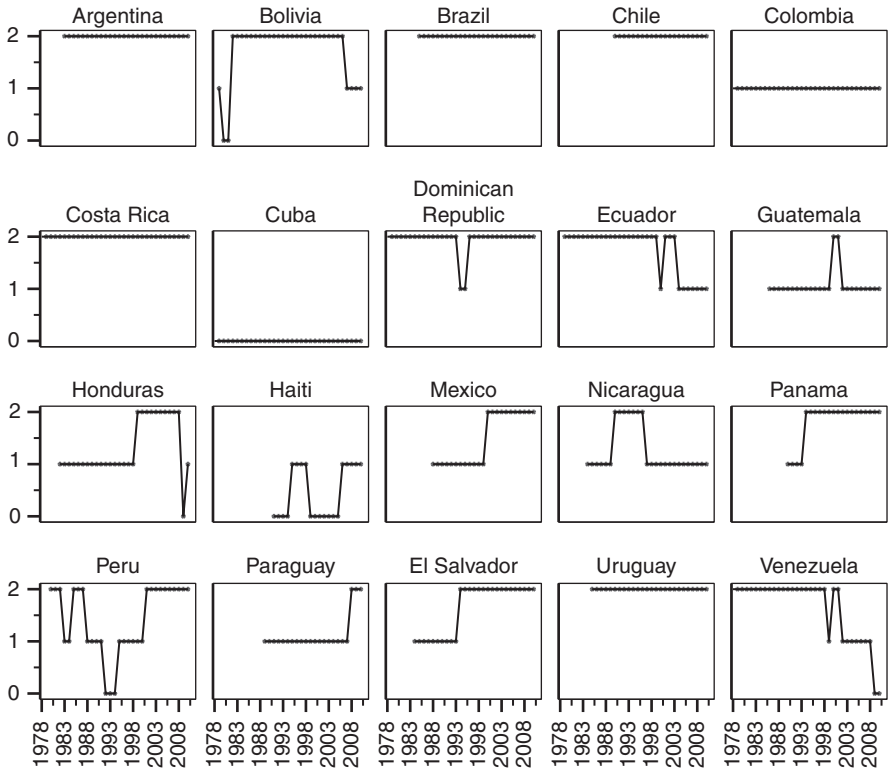 Argentina Bolivia Brazil Chile Colombia
2
1
0
Dominican
Costa Rica Cuba Republic Ecuador Guatemala
2
1
0
Honduras Haiti Mexico Nicaragua Panama
2
1
0
Peru Paraguay El Salvador Uruguay Venezuela
2
1
0
1978 1983 1988 1993 1998 2003 2008 1978 1983 1988 1993 1998 2003 2008 1978 1983 1988 1993 1998 2003 2008 1978 1983 1988 1993 1998 2003 2008 1978 1983 1988 1993 1998 2003 2008